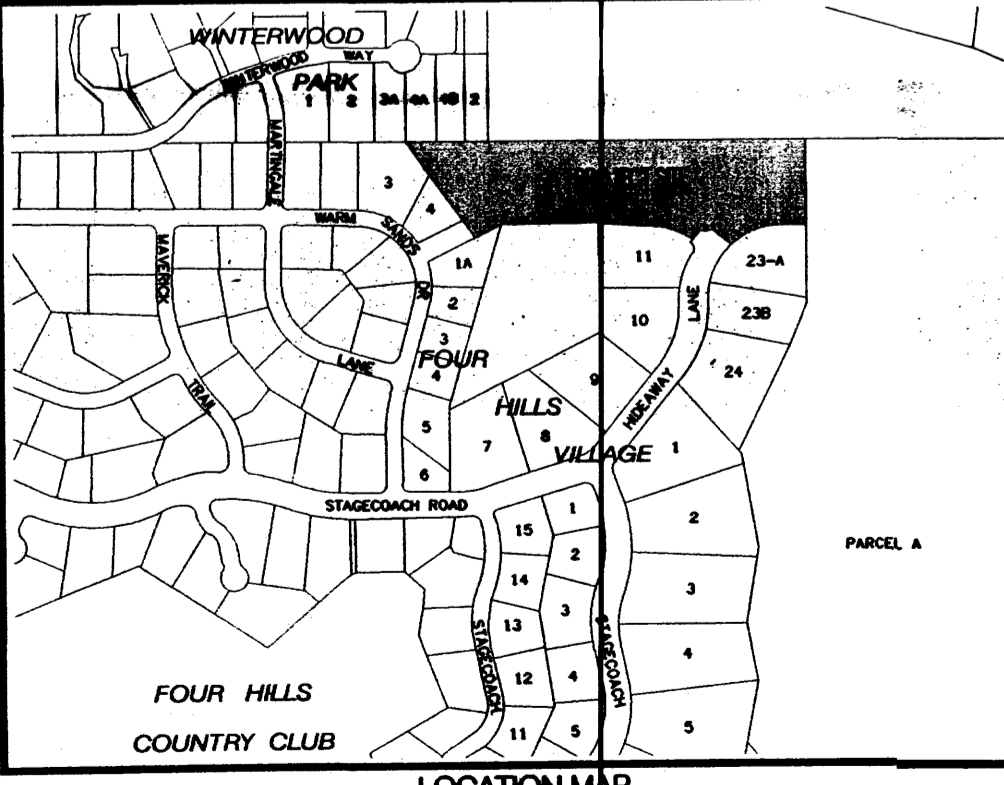 WINTERWOOD
WINTERWOOD WAY
PARK
1 2 3A 4A 4B 2
MARTINGALE
LANE
3
4
WARM SANDS DR
MAVERICK TRAIL
1A
2
3
4
5
6
FOUR
HILLS
VILLAGE
7
8
9
10
11
HIDEAWAY LANE
23-A
23B
24
1
2
3
4
5
PARCEL A
STAGECOACH ROAD
15
14
13
12
11
1
2
3
4
5
STAGECOACH
STAGECOACH
FOUR HILLS
COUNTRY CLUB
LOCATION MAP